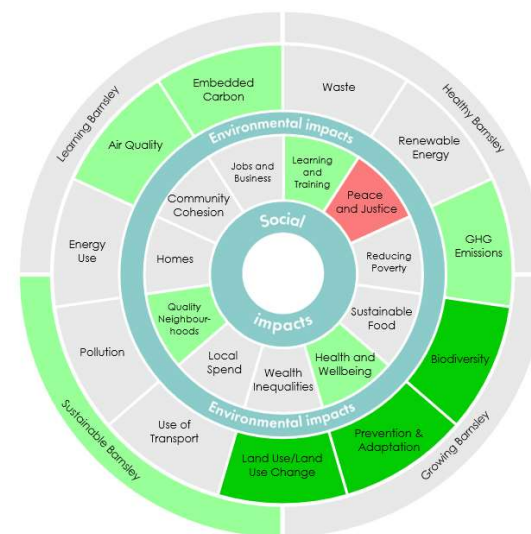 Learning Barnsley
Healthy Barnsley
Growing Barnsley
Sustainable Barnsley
Environmental impacts
Waste
Renewable
Energy
GHG
Emissions
Biodiversity
Prevention &
Adaptation
Land Use/Land
Use Change
Use of
Transport
Pollution
Energy
Use
Air Quality
Embedded
Carbon
Environmental impacts
Social
impacts
Learning
and
Training
Peace
and Justice
Reducing
Poverty
Sustainable
Food
Health and
Wellbeing
Wealth
Inequalities
Local
Spend
Quality
Neighbour-
hoods
Homes
Community
Cohesion
Jobs and
Business